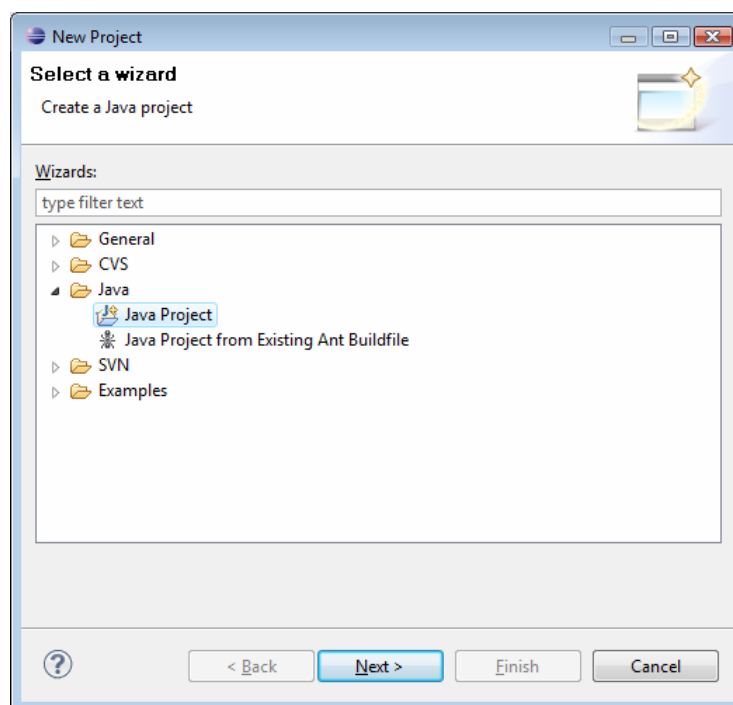 New Project
Select a wizard
Create a Java project
Wizards:
type filter text
General
CVS
Java
Java Project
Java Project from Existing Ant Buildfile
SVN
Examples
? < Back Next > Finish Cancel